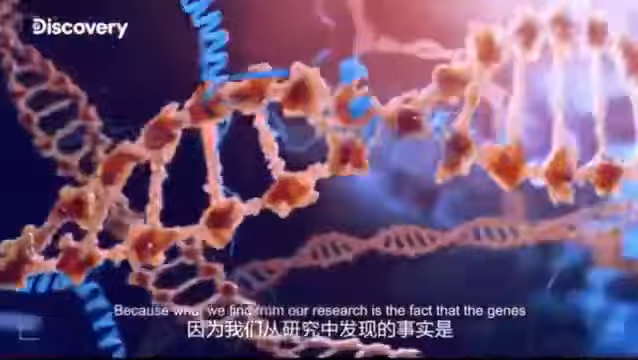 Discovery
Because what we find from our research is the fact that the genes
因为我们从研究中发现的事实是